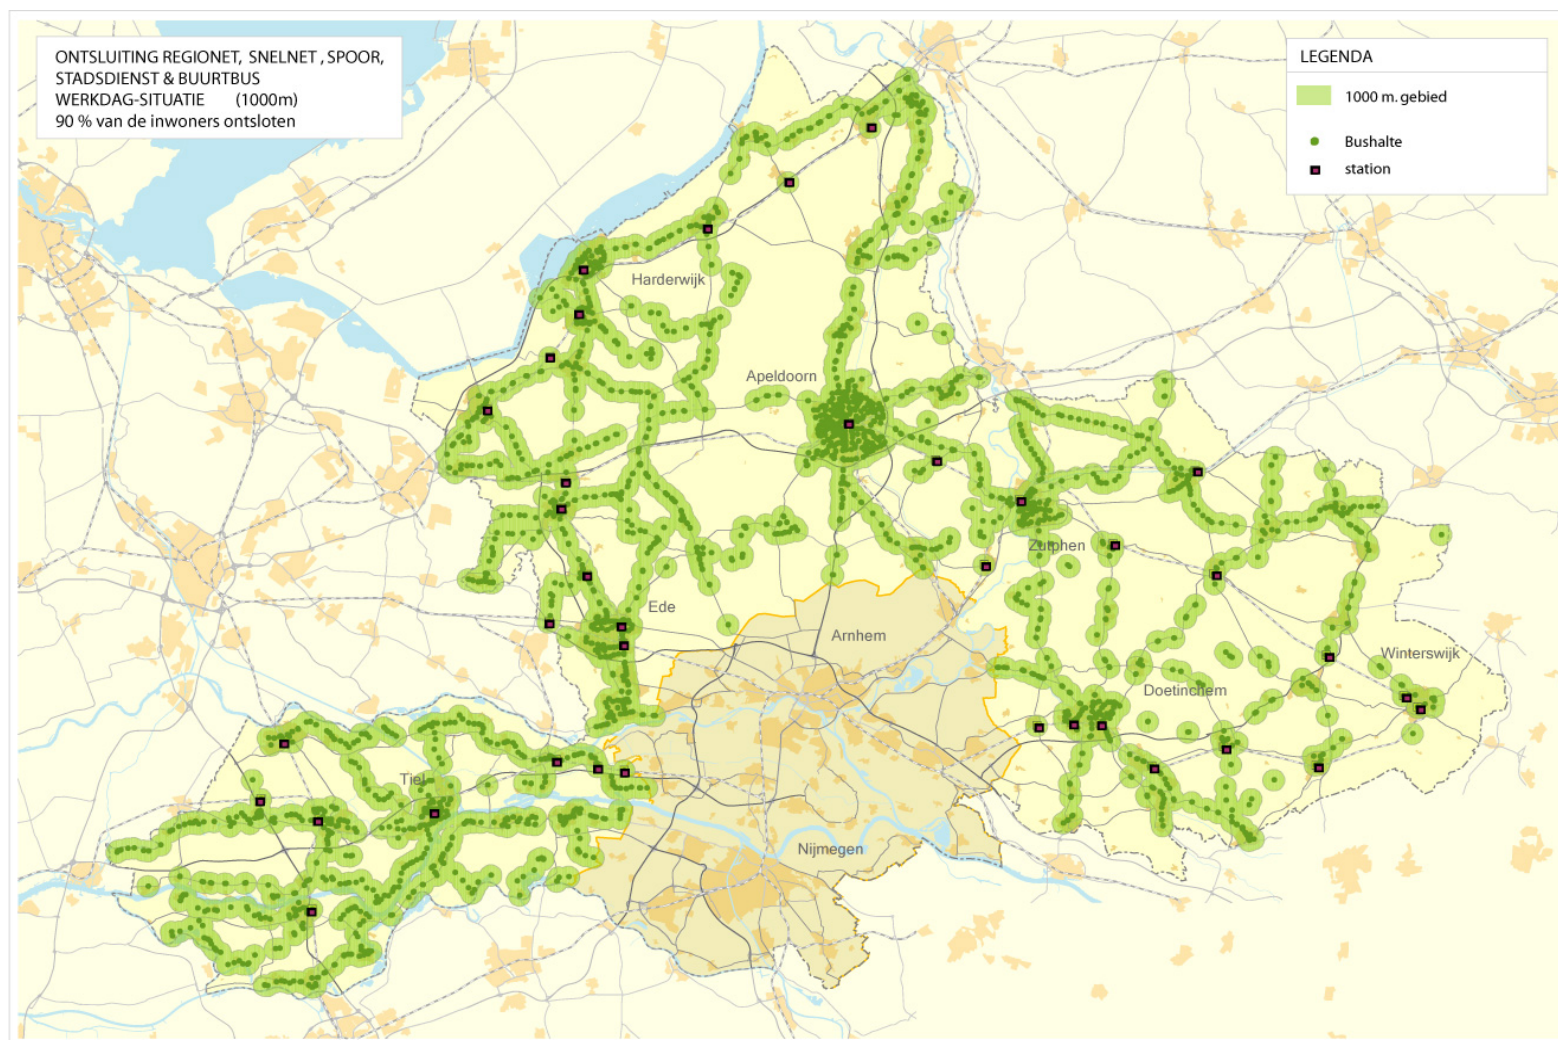 ONTSLUITING REGIONET, SNELNET , SPOOR,
STADSDIENST & BUURTBUS
WERKDAG-SITUATIE (1000m)
90 % van de inwoners ontsloten
LEGENDA
1000 m. gebied
Bushalte
station
Harderwijk
Apeldoorn
Zutphen
Ede
Arnhem
Winterswijk
Doetinchem
Tiel
Nijmegen